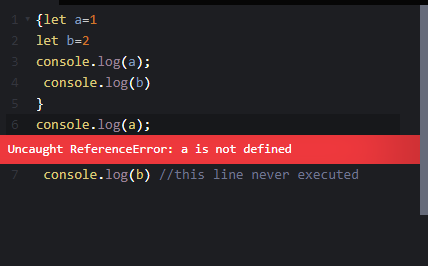 1 {let a=1
2 let b=2
3 console.log(a);
4 console.log(b)
5 }
6 console.log(a);
Uncaught ReferenceError: a is not defined
7 console.log(b) //this line never executed